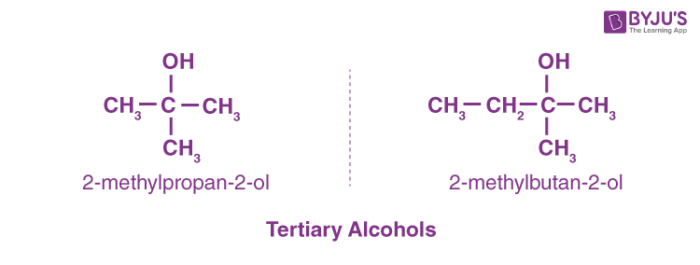 BYJU'S
The Learning App
OH
CH₃—C—CH₃
CH₃
2-methylpropan-2-ol
OH
CH₃—CH₂—C—CH₃
CH₃
2-methylbutan-2-ol
Tertiary Alcohols